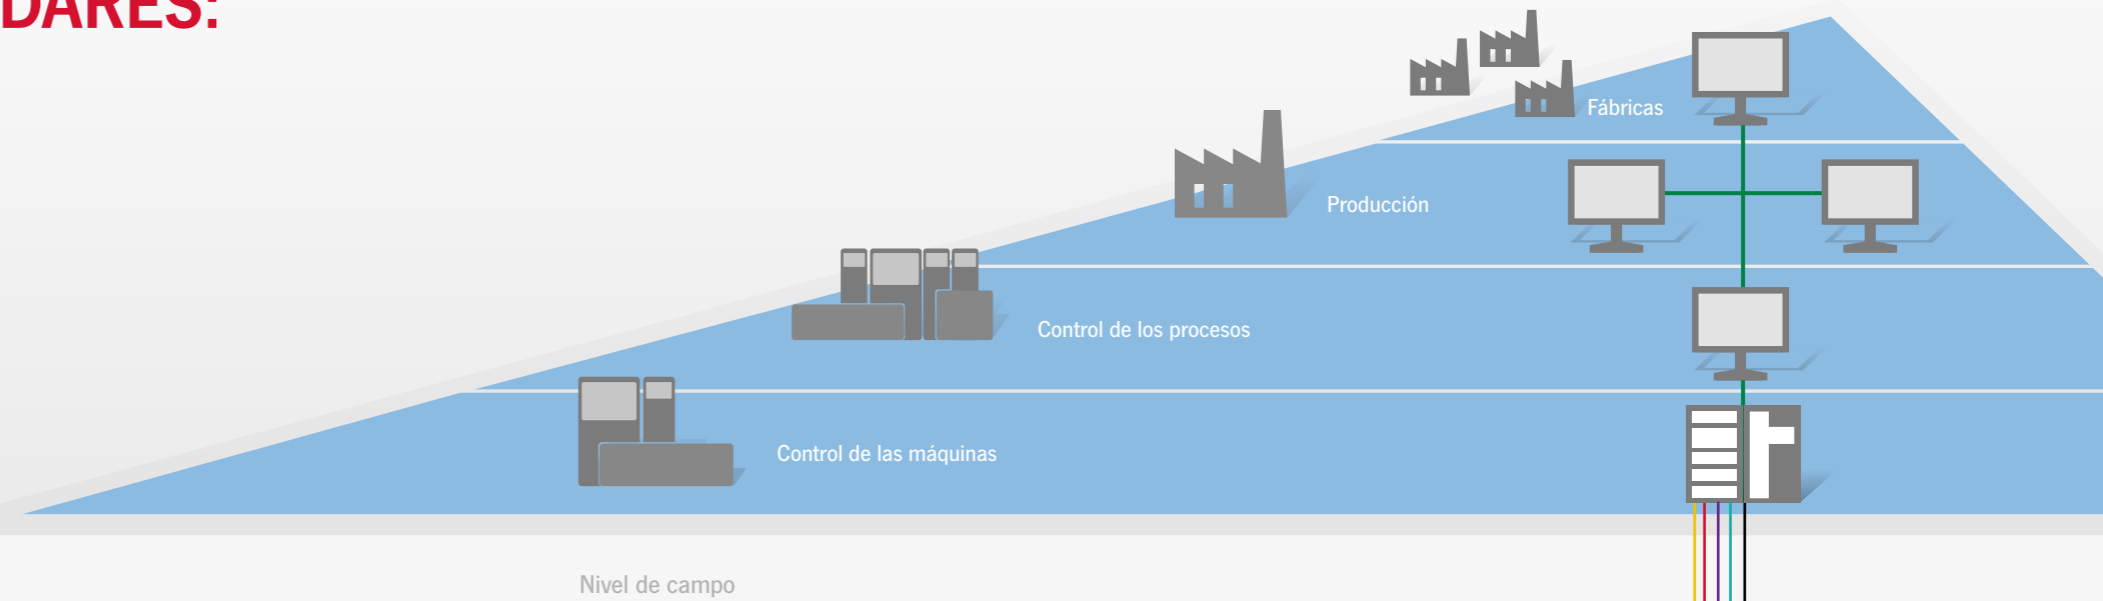 DARES:
Fábricas
Producción
Control de los procesos
Control de las máquinas
Nivel de campo